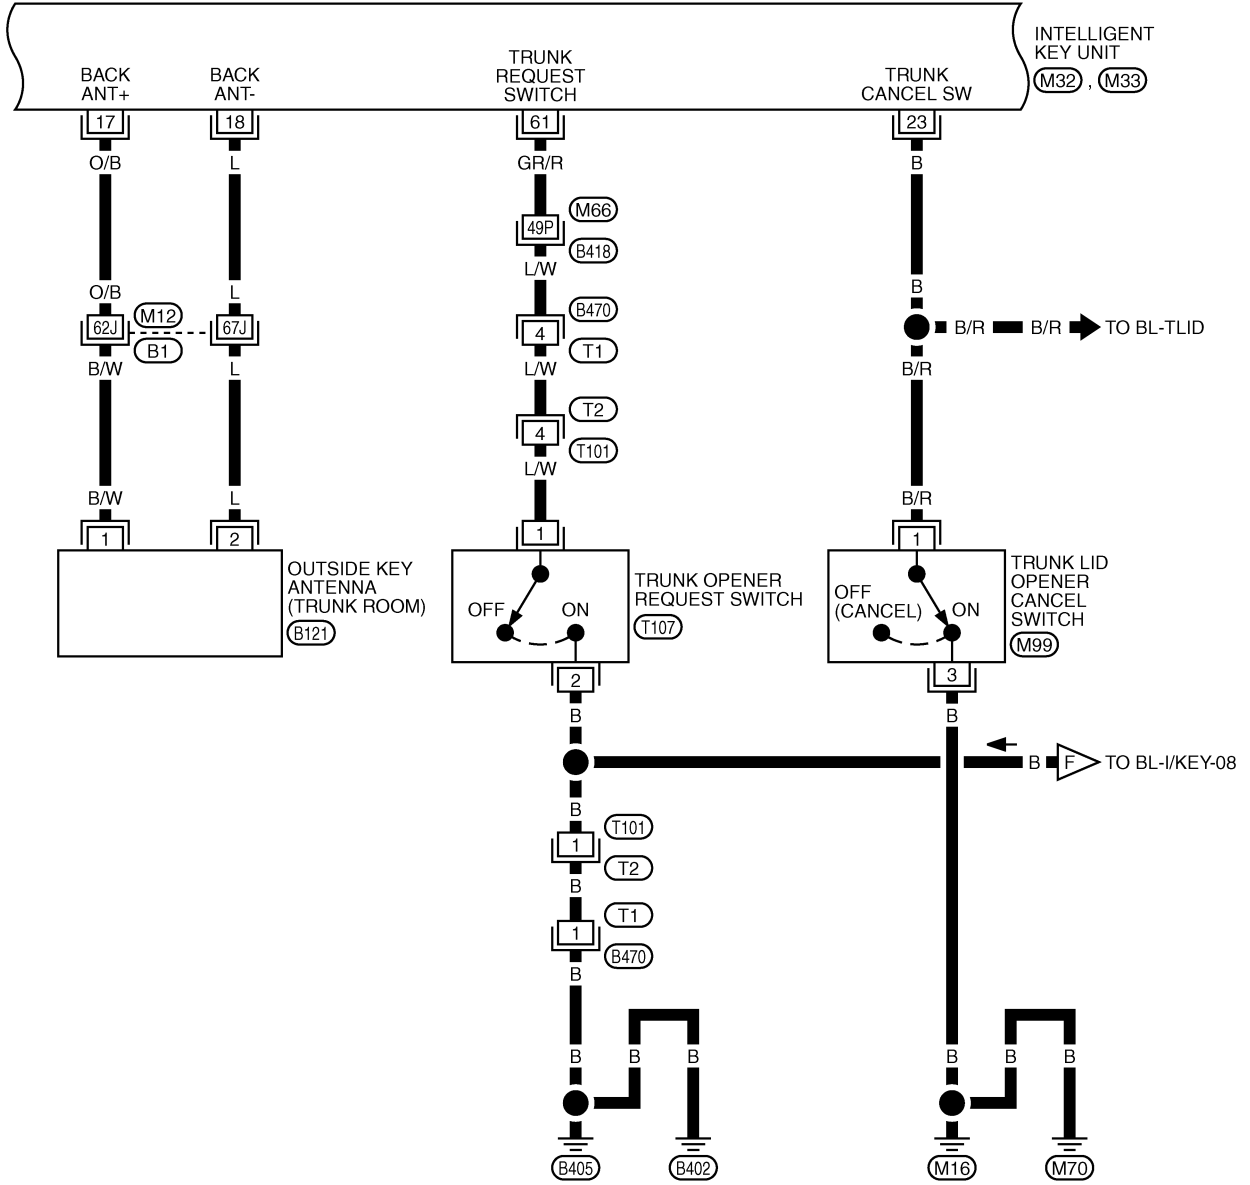 INTELLIGENT
KEY UNIT
M32 , M33
BACK
ANT+
BACK
ANT-
TRUNK
REQUEST
SWITCH
TRUNK
CANCEL SW
17
18
61
23
O/B
L
GR/R
B
49P
M66
B418
L/W
O/B
L
B
62J
M12
B1
67J
B470
4
T1
B/R
B/R
TO BL-TLID
B/W
L
L/W
B/R
T2
4
T101
L/W
B/W
L
B/R
1
2
1
1
OUTSIDE KEY
ANTENNA
(TRUNK ROOM)
B121
OFF
ON
TRUNK OPENER
REQUEST SWITCH
T107
OFF
(CANCEL)
ON
TRUNK LID
OPENER
CANCEL
SWITCH
M99
2
3
B
B
B
F
TO BL-I/KEY-08
B
T101
1
T2
B
T1
1
B470
B
B
B
B
B
B
B
B405
B402
M16
M70